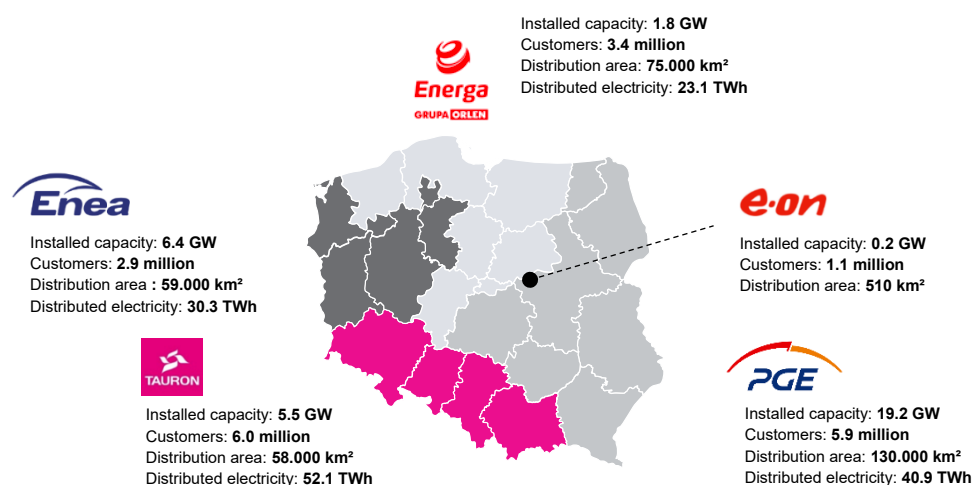 Installed capacity: 1.8 GW
Customers: 3.4 million
Distribution area: 75.000 km²
Distributed electricity: 23.1 TWh
Energa
GRUPA ORLEN
Enea
Installed capacity: 6.4 GW
Customers: 2.9 million
Distribution area : 59.000 km²
Distributed electricity: 30.3 TWh
e·on
Installed capacity: 0.2 GW
Customers: 1.1 million
Distribution area: 510 km²
TAURON
Installed capacity: 5.5 GW
Customers: 6.0 million
Distribution area: 58.000 km²
Distributed electricity: 52.1 TWh
PGE
Installed capacity: 19.2 GW
Customers: 5.9 million
Distribution area: 130.000 km²
Distributed electricity: 40.9 TWh